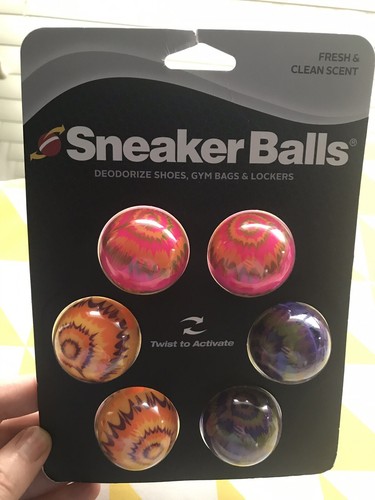 FRESH &
CLEAN SCENT
Sneaker Balls®
DEODORIZE SHOES, GYM BAGS & LOCKERS
Twist to Activate